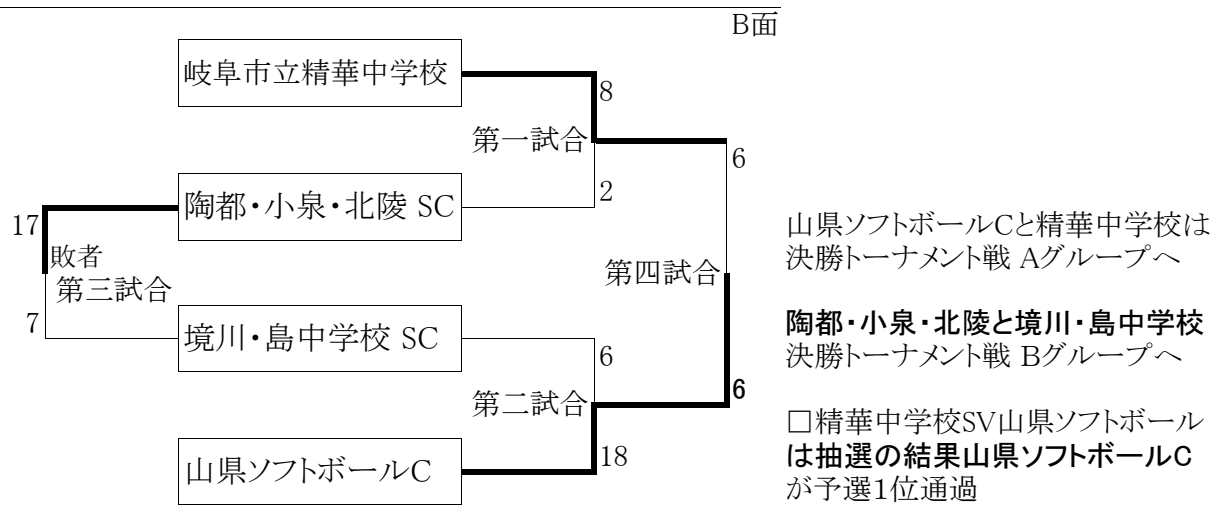 B面
岐阜市立精華中学校
8
第一試合
6
2
陶都・小泉・北陵 SC
17
敗者
第三試合
7
第四試合
境川・島中学校 SC
6
第二試合
6
18
山県ソフトボールC
山県ソフトボールCと精華中学校は
決勝トーナメント戦 Aグループへ
陶都・小泉・北陵と境川・島中学校
決勝トーナメント戦 Bグループへ
□精華中学校SV山県ソフトボール
は抽選の結果山県ソフトボールC
が予選1位通過